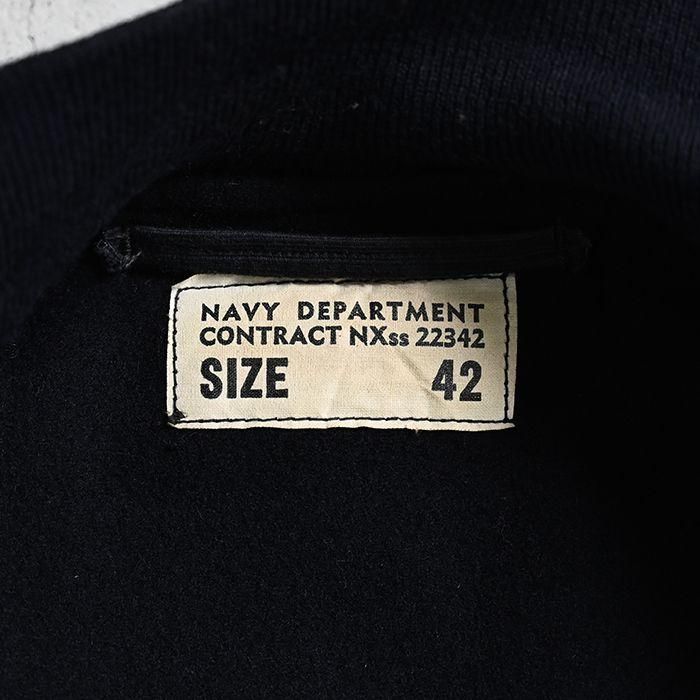 NAVY DEPARTMENT
CONTRACT NXss 22342
SIZE 42